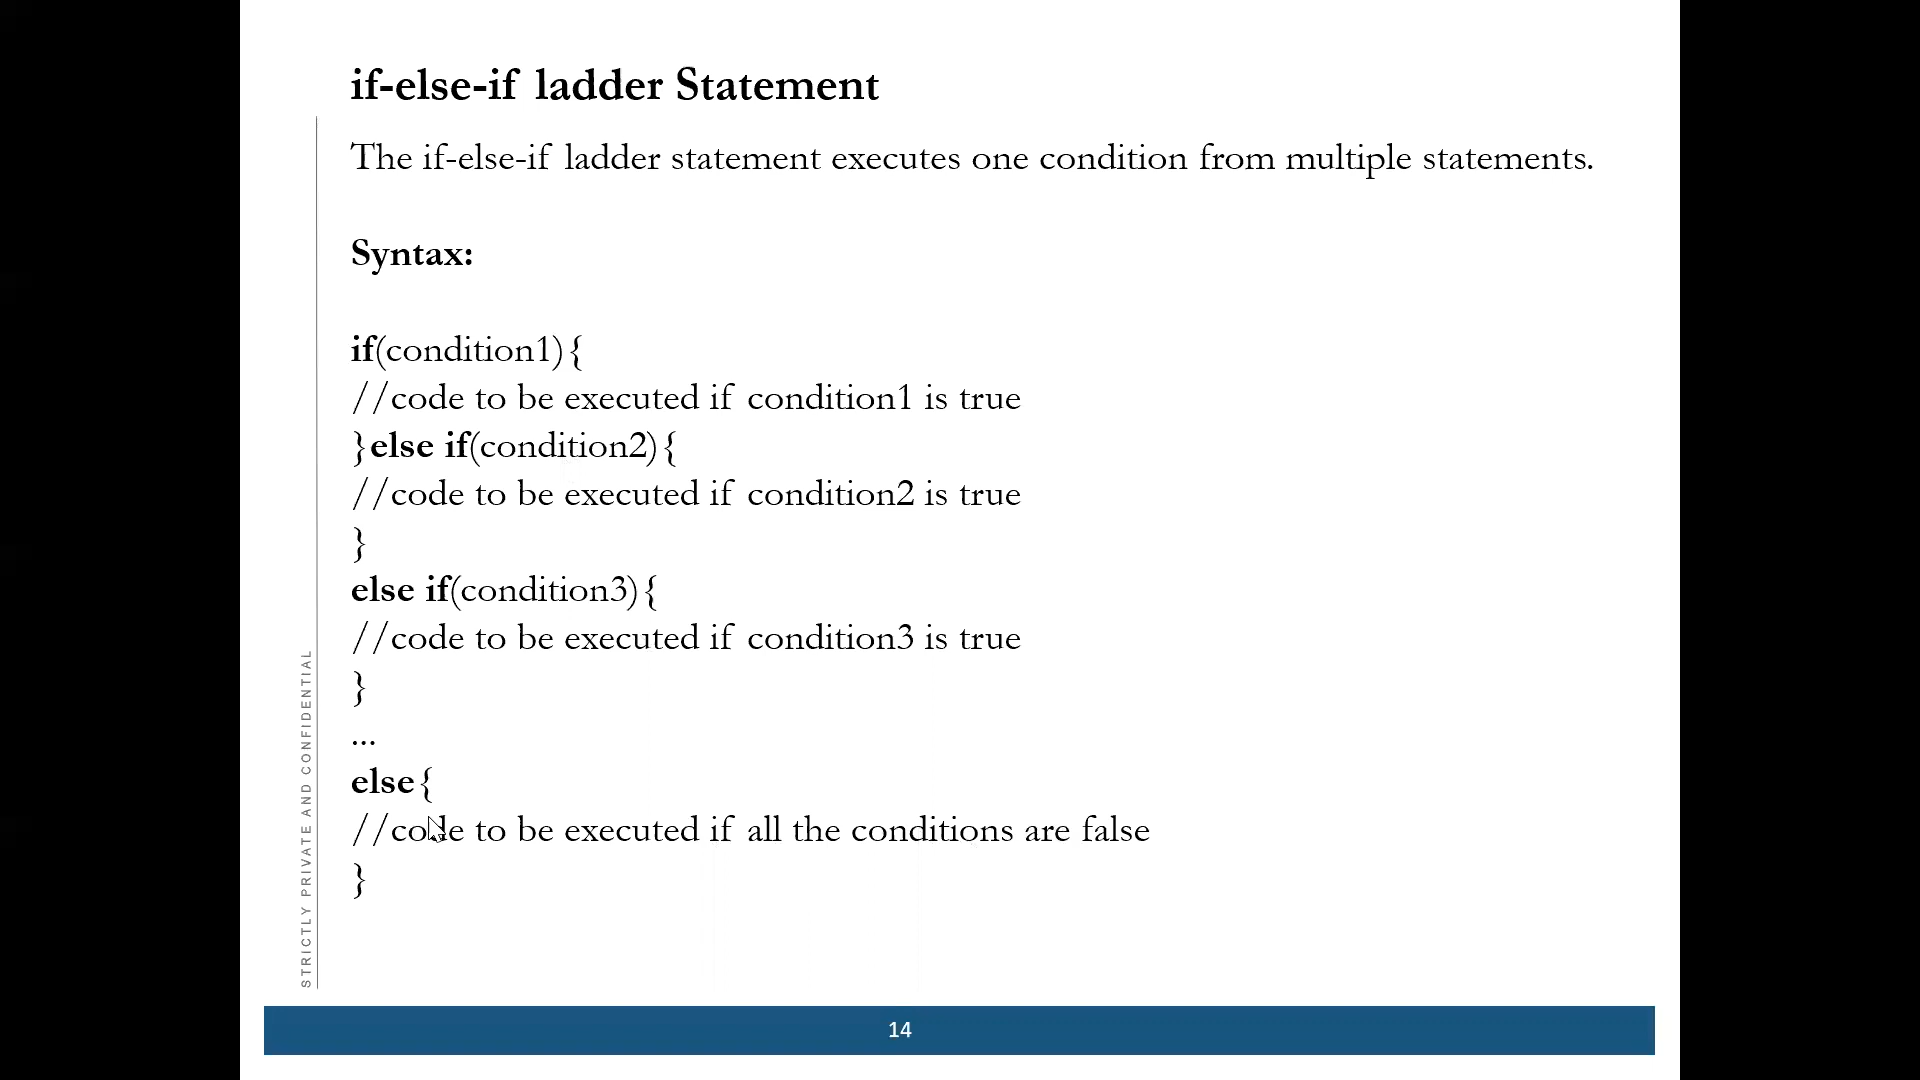 if-else-if ladder Statement
The if-else-if ladder statement executes one condition from multiple statements.
Syntax:
if(condition1){
//code to be executed if condition1 is true
}else if(condition2){
//code to be executed if condition2 is true
}
else if(condition3){
//code to be executed if condition3 is true
}
...
else{
//code to be executed if all the conditions are false
}
STRICTLY PRIVATE AND CONFIDENTIAL
14